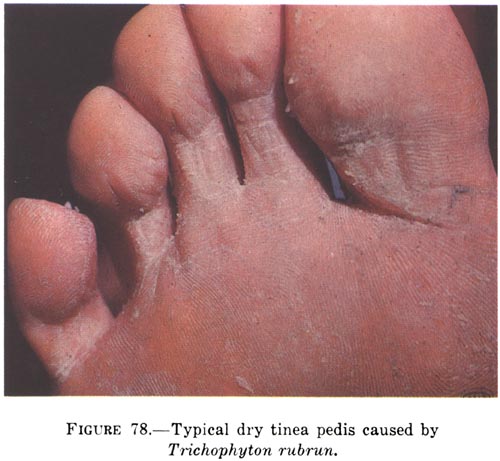 FIGURE 78.—Typical dry tinea pedis caused by
Trichophyton rubrun.